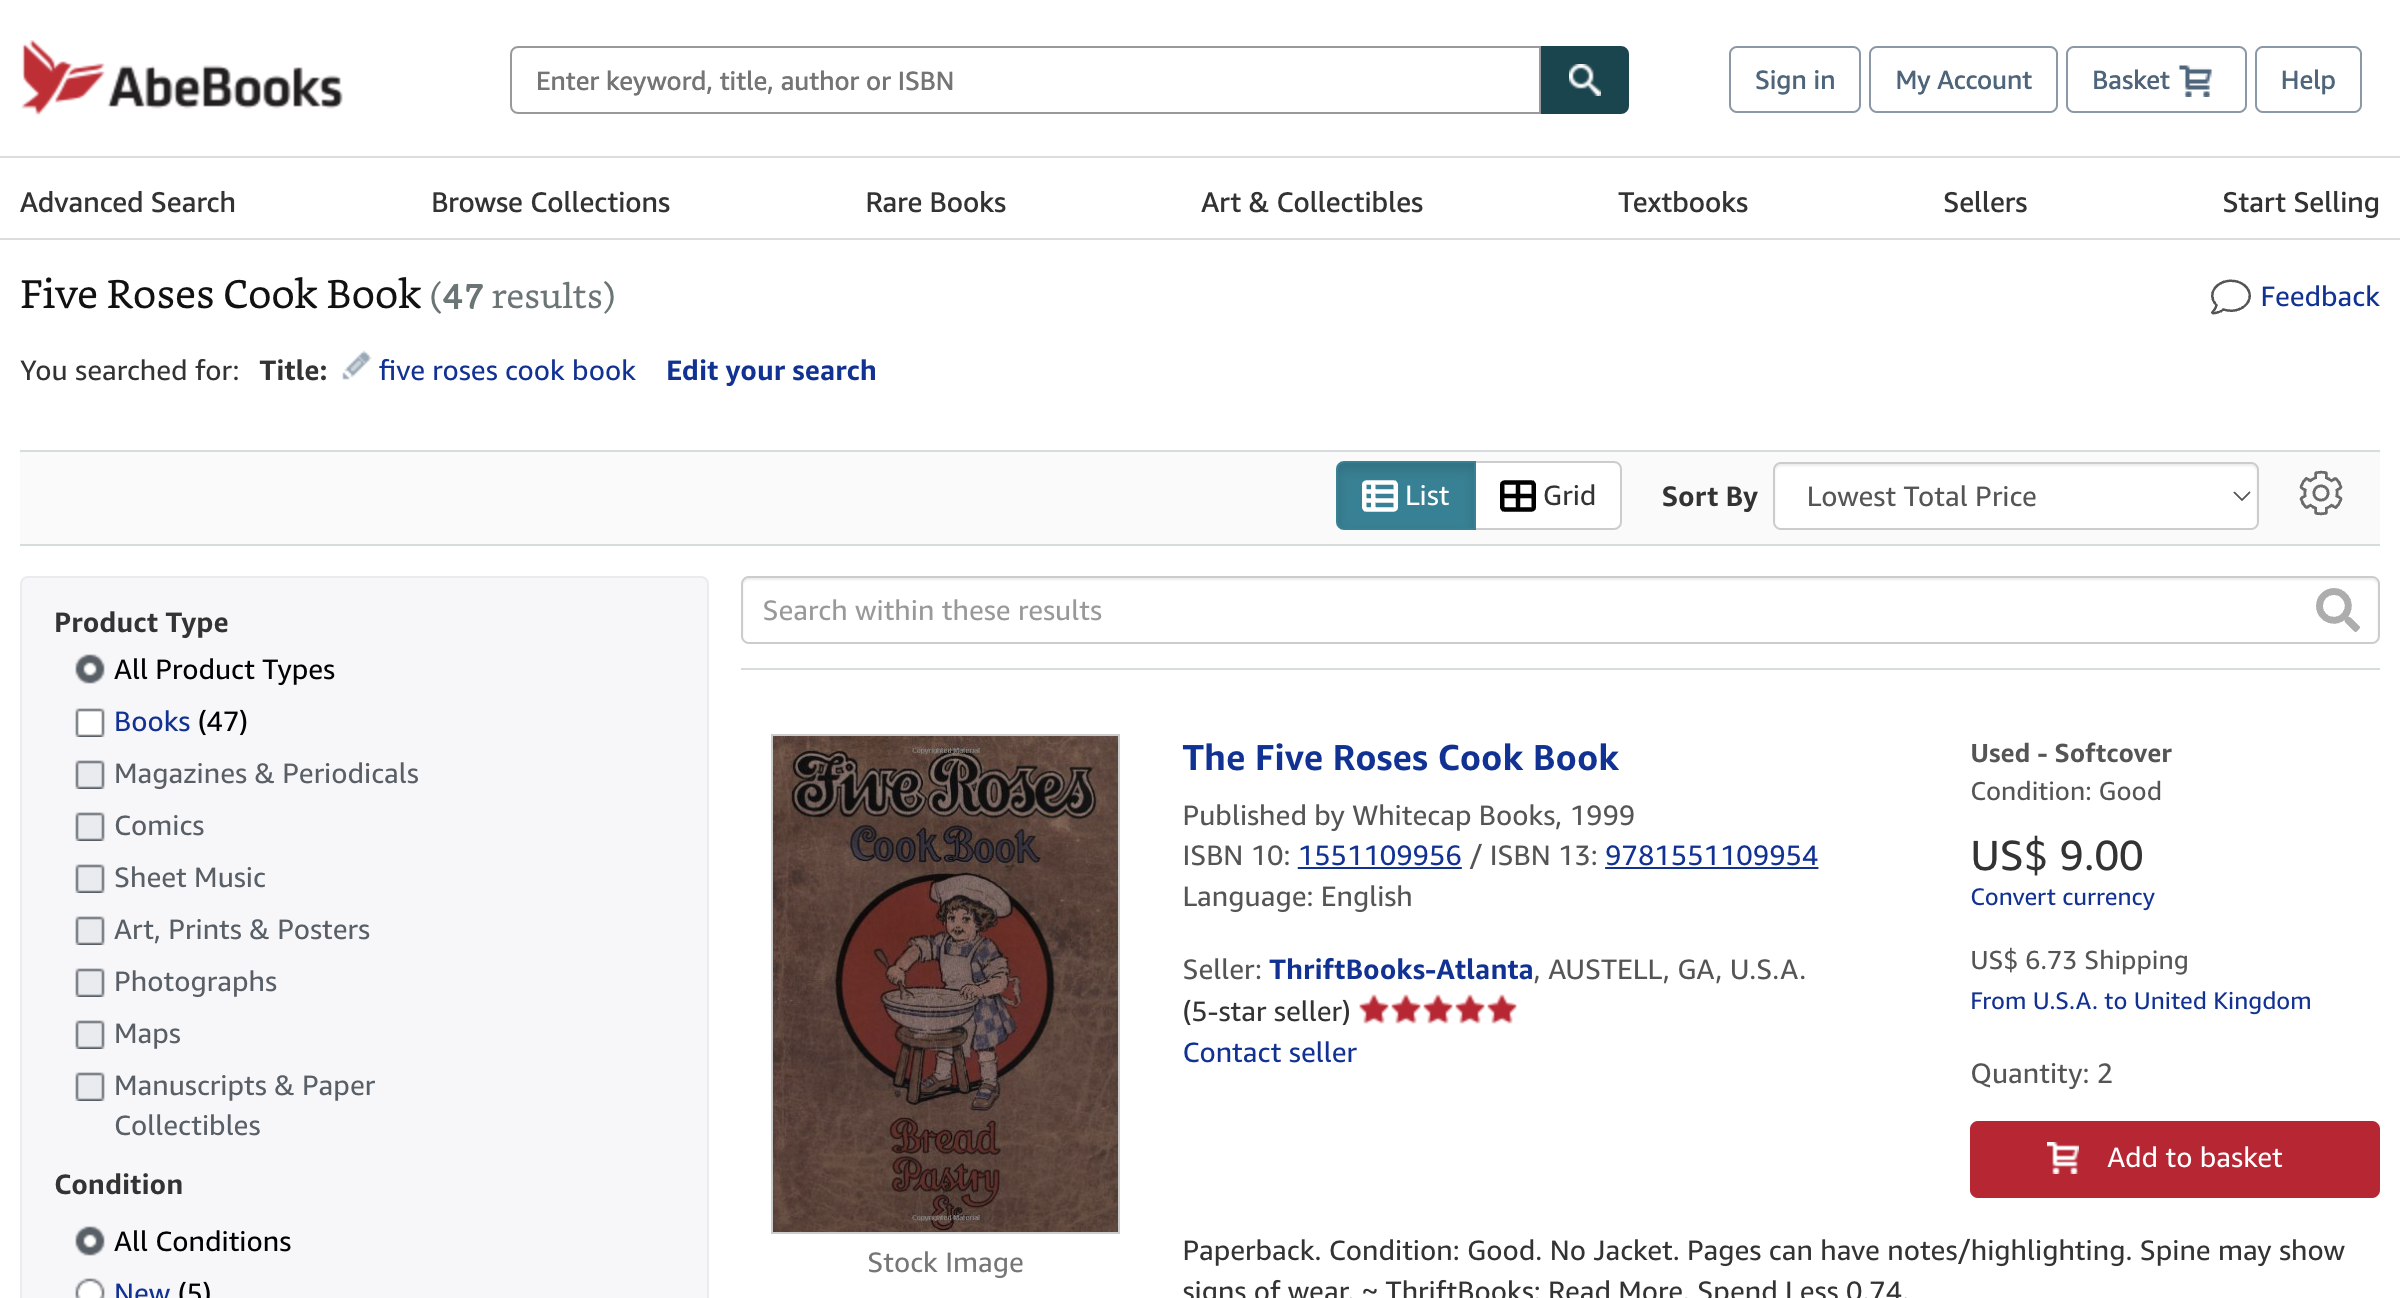 AbeBooks
Enter keyword, title, author or ISBN
Sign in
My Account
Basket
Help
Advanced Search
Browse Collections
Rare Books
Art & Collectibles
Textbooks
Sellers
Start Selling
Five Roses Cook Book (47 results)
Feedback
You searched for: Title: five roses cook book Edit your search
List
Grid
Sort By
Lowest Total Price
Product Type
All Product Types
Books (47)
Magazines & Periodicals
Comics
Sheet Music
Art, Prints & Posters
Photographs
Maps
Manuscripts & Paper
Collectibles
Condition
All Conditions
New (5)
Search within these results
Copyrighted Material
Five Roses
Cook Book
Bread
Pastry
&c
Copyrighted Material
Stock Image
The Five Roses Cook Book
Published by Whitecap Books, 1999
ISBN 10: 1551109956 / ISBN 13: 9781551109954
Language: English
Seller: ThriftBooks-Atlanta, AUSTELL, GA, U.S.A.
(5-star seller)
Contact seller
Used - Softcover
Condition: Good
US$ 9.00
Convert currency
US$ 6.73 Shipping
From U.S.A. to United Kingdom
Quantity: 2
Add to basket
Paperback. Condition: Good. No Jacket. Pages can have notes/highlighting. Spine may show
signs of wear. ~ ThriftBooks: Read More, Spend Less 0.74.